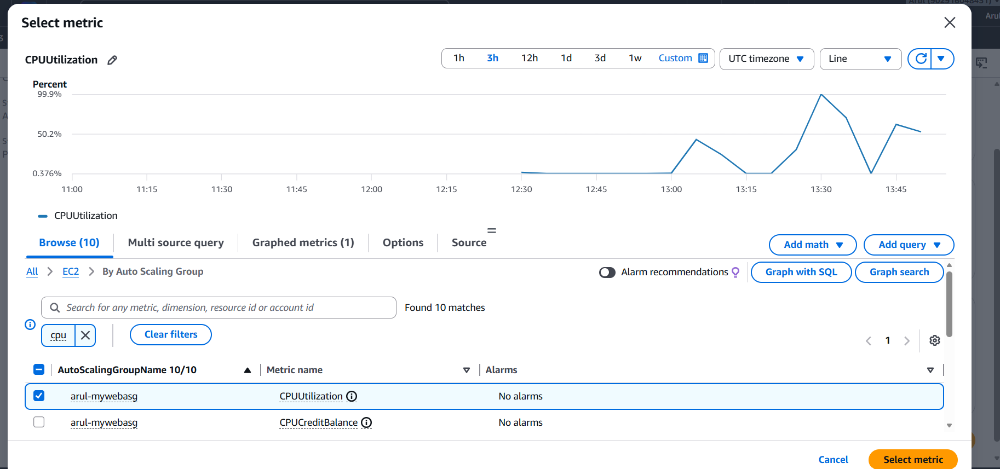 Arul (902916048451)
Arul
Select metric
CPUUtilization
1h 3h 12h 1d 3d 1w Custom UTC timezone Line
Percent
99.9%
50.2%
0.376%
11:00 11:15 11:30 11:45 12:00 12:15 12:30 12:45 13:00 13:15 13:30 13:45
CPUUtilization
Browse (10) Multi source query Graphed metrics (1) Options Source Add math Add query
All EC2 By Auto Scaling Group Alarm recommendations Graph with SQL Graph search
Search for any metric, dimension, resource id or account id Found 10 matches
cpu Clear filters
1
AutoScalingGroupName 10/10 Metric name Alarms
arul-mywebasg CPUUtilization No alarms
arul-mywebasg CPUCreditBalance No alarms
Cancel Select metric